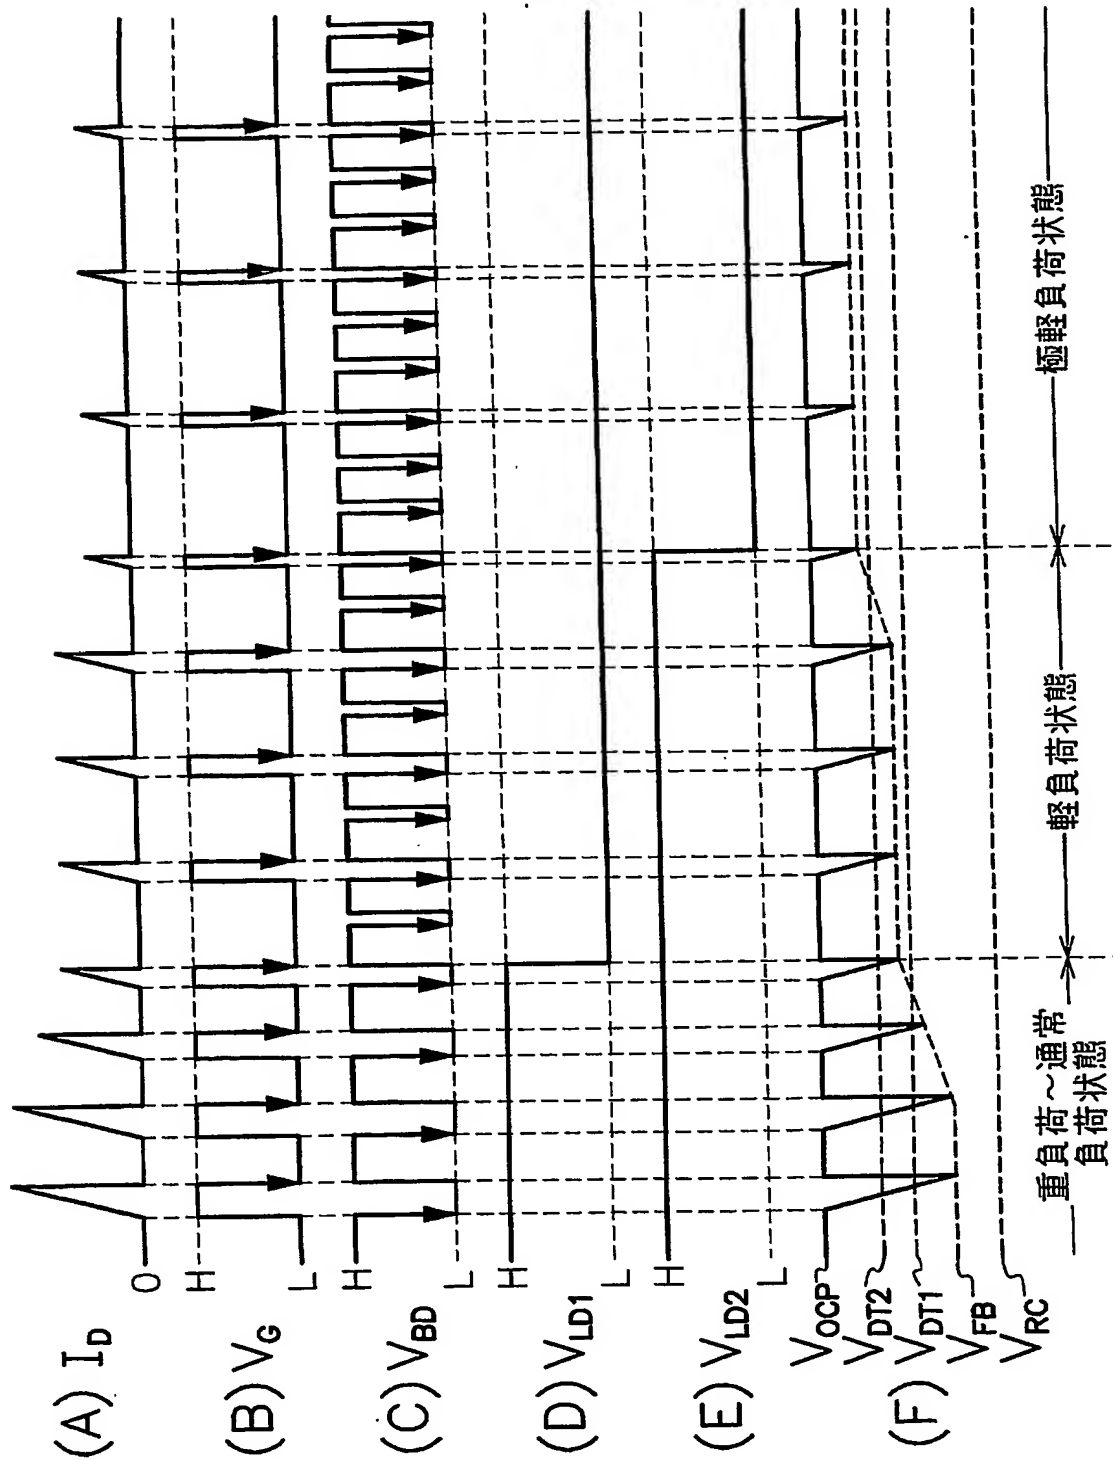 (A) I_D
0
(B) V_G
H
L
(C) V_BD
H
L
(D) V_LD1
H
L
(E) V_LD2
H
L
(F)
V_OCP
V_DT2
V_DT1
V_FB
V_RC
重負荷～通常
負荷状態
軽負荷状態
極軽負荷状態